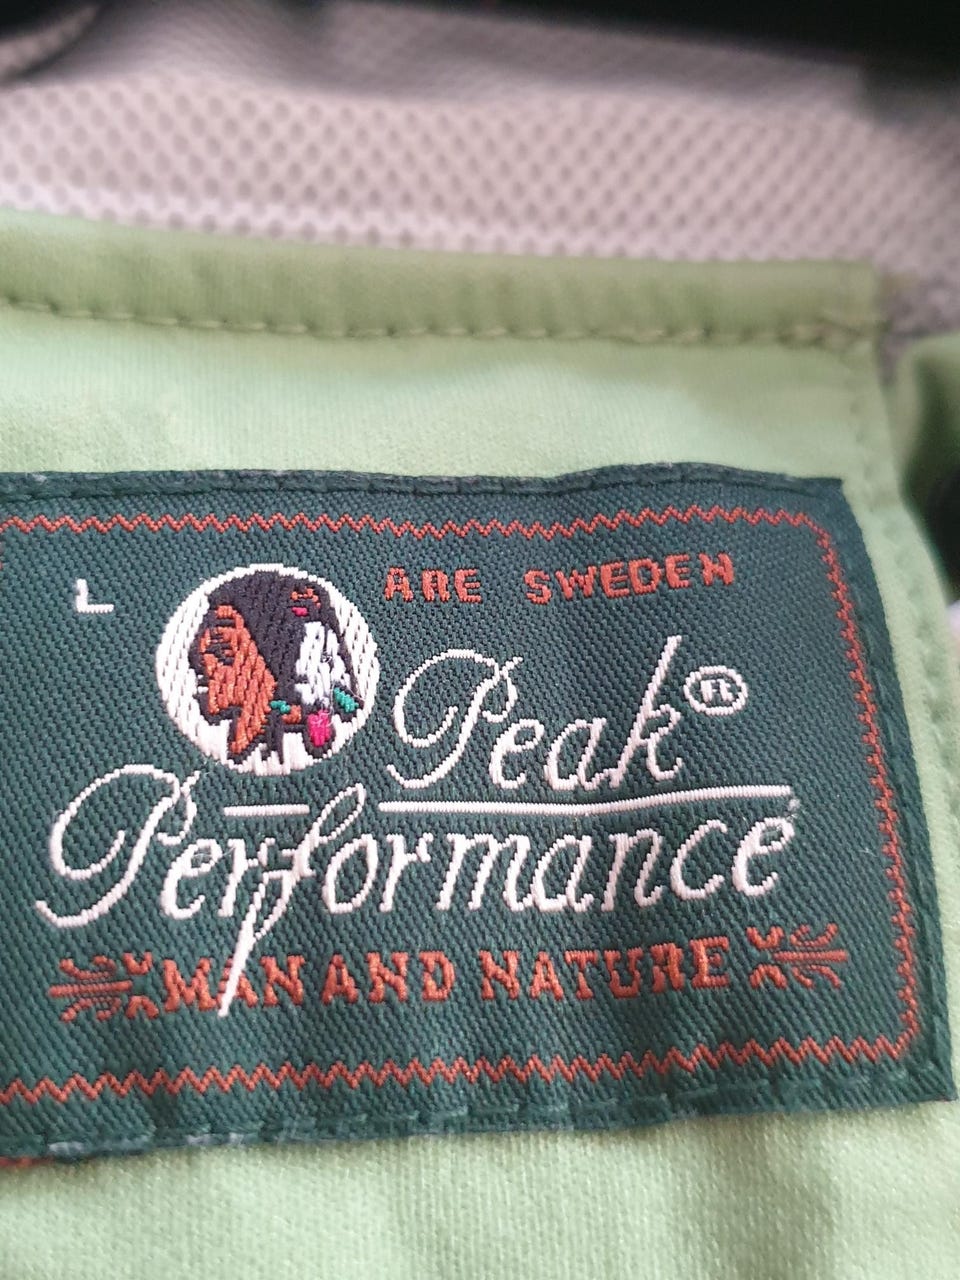 L
ARE SWEDEN
Peak®
Performance
MAN AND NATURE